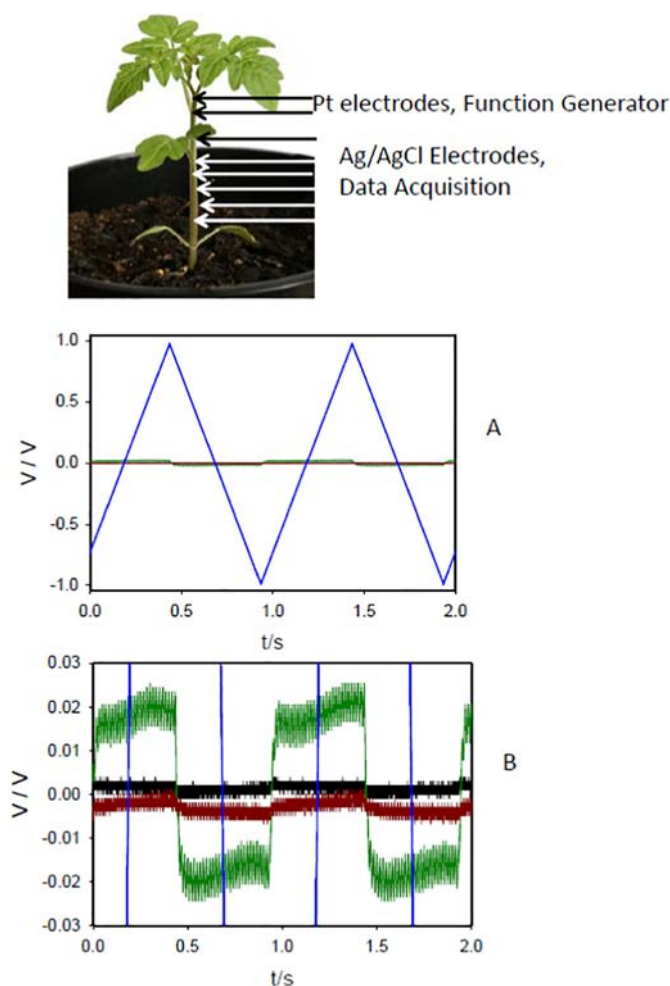 Pt electrodes, Function Generator
Ag/AgCl Electrodes,
Data Acquisition
1.0
0.5
0.0
-0.5
-1.0
V / V
0.0 0.5 1.0 1.5 2.0
t/s
A
0.03
0.02
0.01
0.00
-0.01
-0.02
-0.03
V / V
0.0 0.5 1.0 1.5 2.0
t/s
B